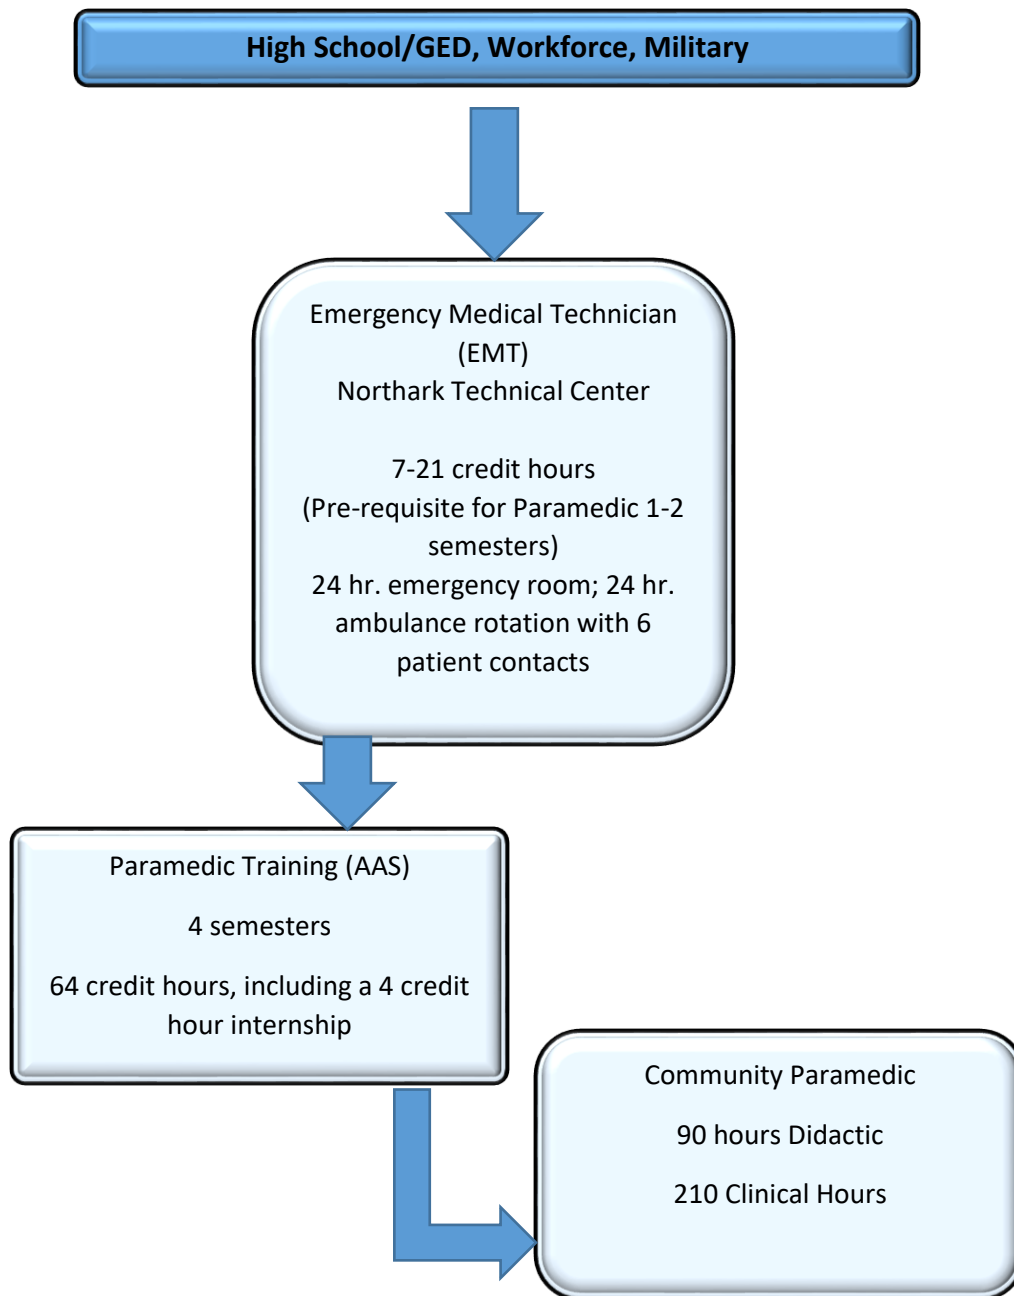 High School/GED, Workforce, Military
Emergency Medical Technician
(EMT)
Northark Technical Center
7-21 credit hours
(Pre-requisite for Paramedic 1-2
semesters)
24 hr. emergency room; 24 hr.
ambulance rotation with 6
patient contacts
Paramedic Training (AAS)
4 semesters
64 credit hours, including a 4 credit
hour internship
Community Paramedic
90 hours Didactic
210 Clinical Hours